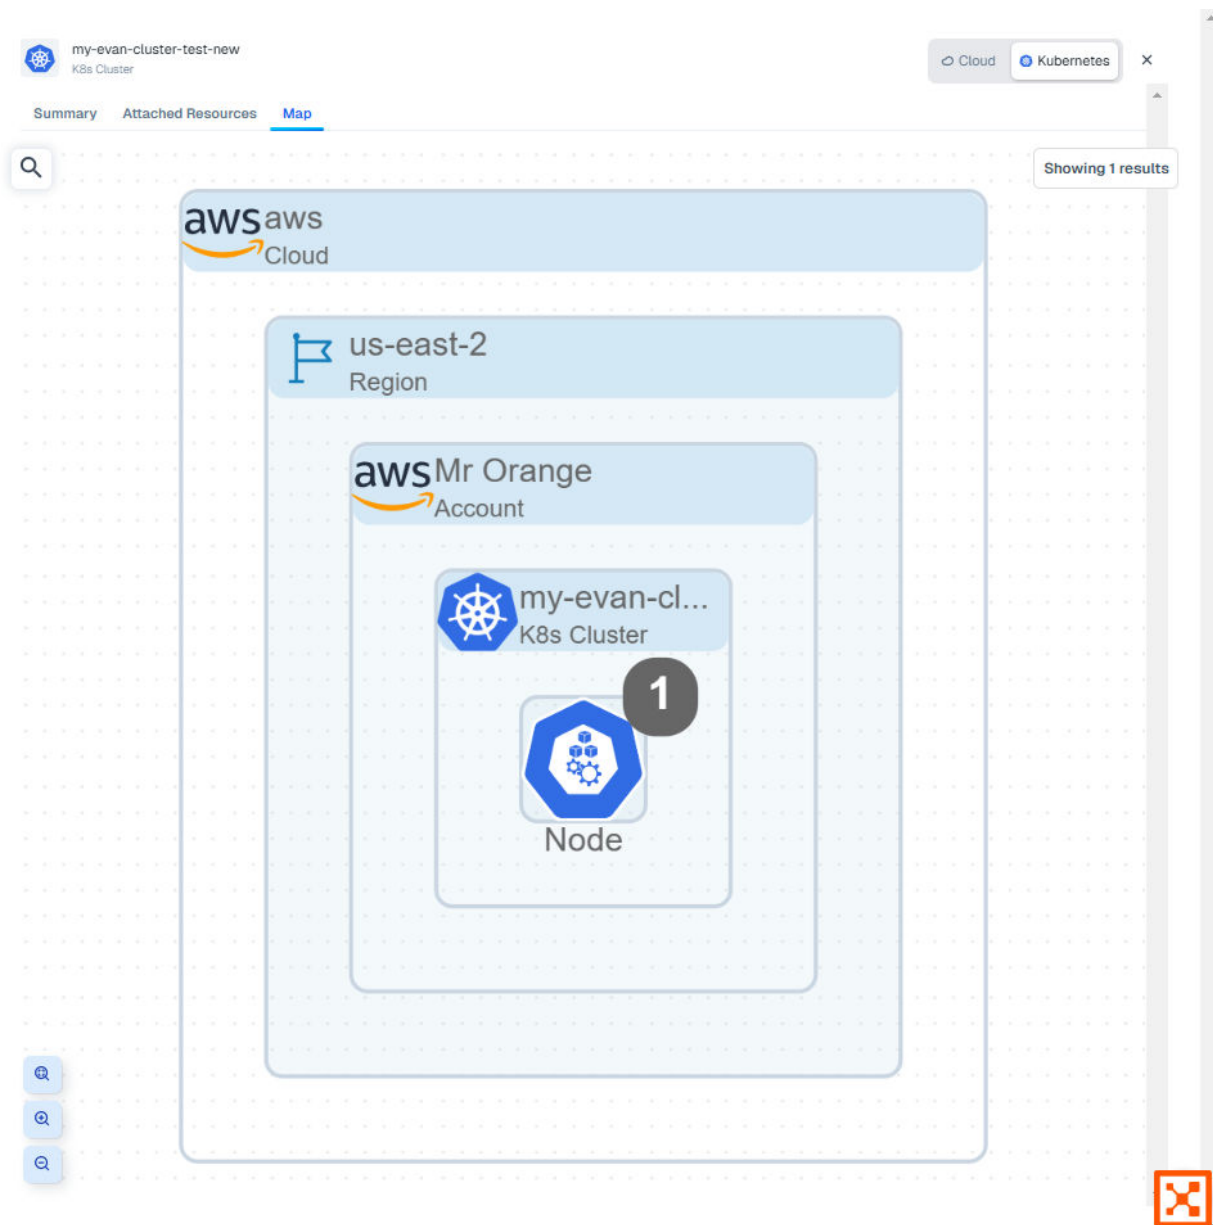 my-evan-cluster-test-new
K8s Cluster
Cloud
Kubernetes
Summary
Attached Resources
Map
Showing 1 results
aws
aws
Cloud
us-east-2
Region
aws
Mr Orange
Account
my-evan-cl...
K8s Cluster
1
Node